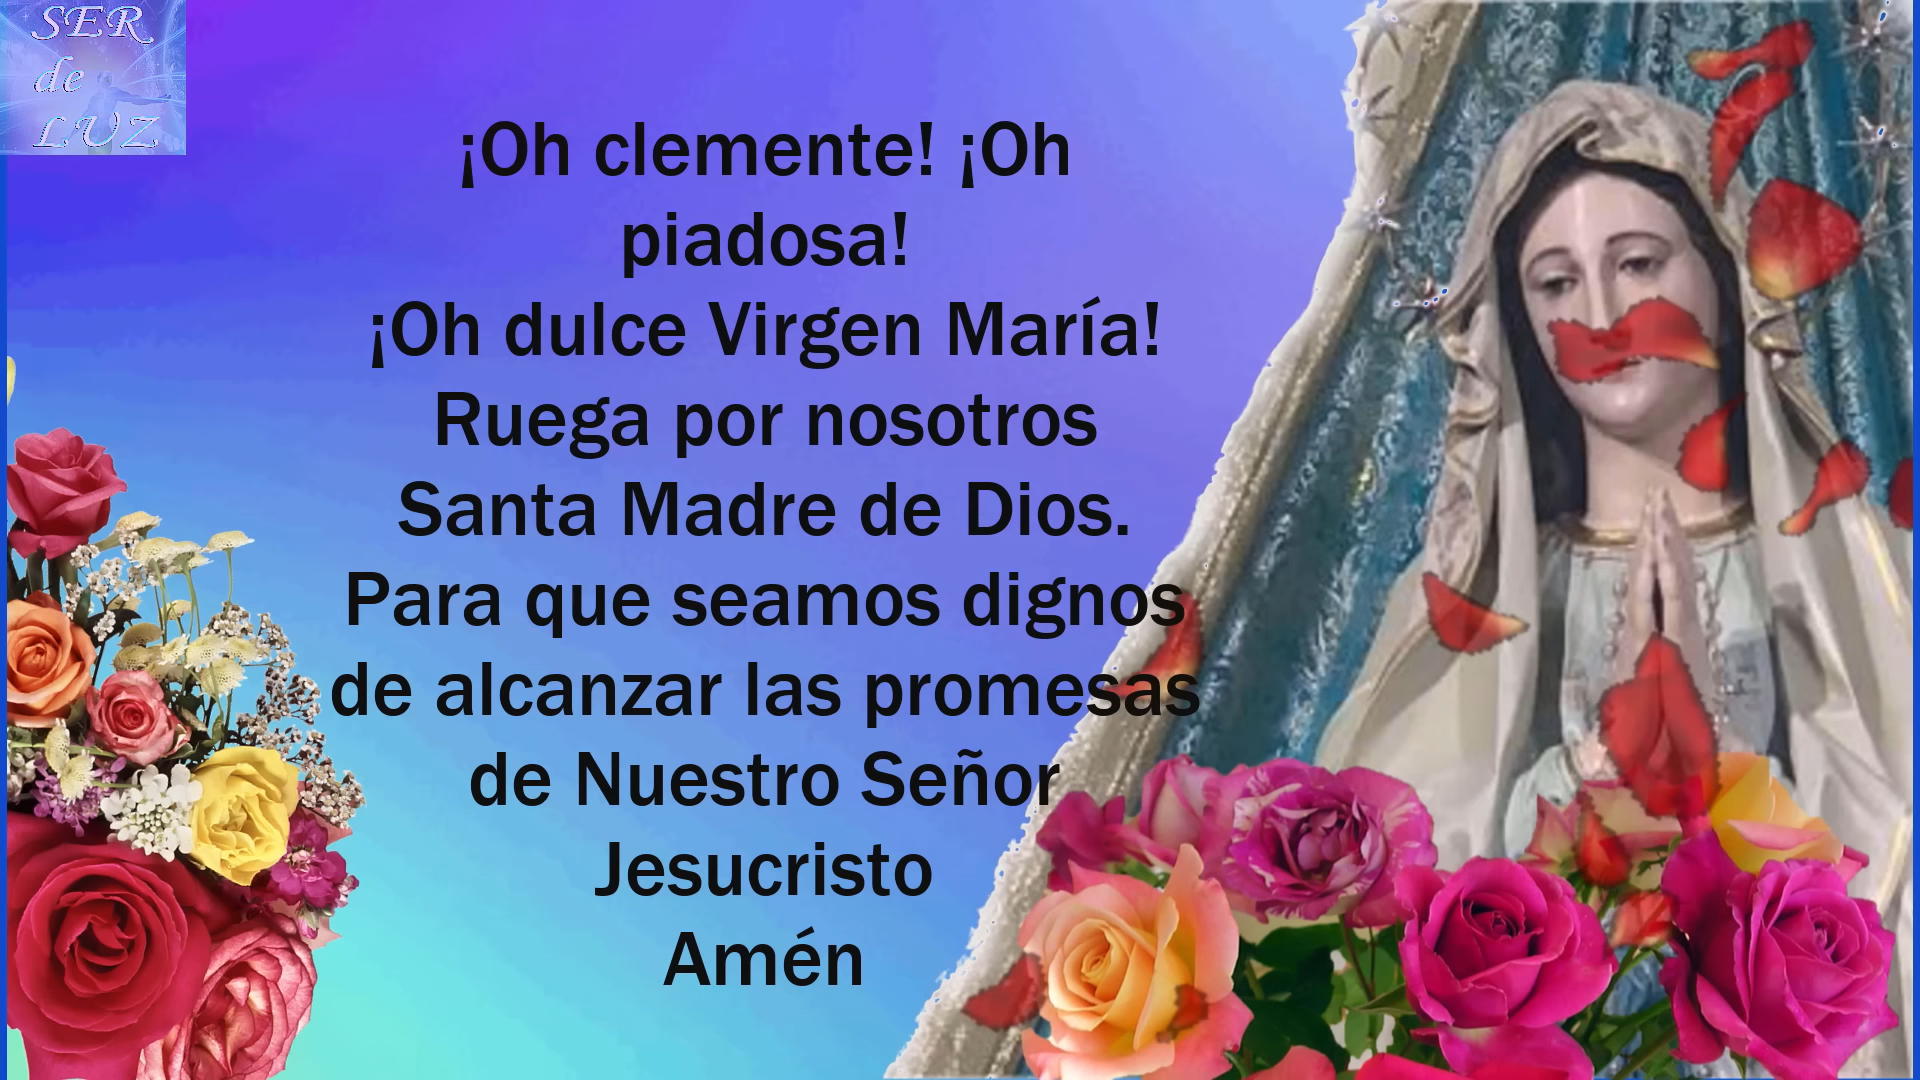 SER
de
LUZ
¡Oh clemente! ¡Oh
piadosa!
¡Oh dulce Virgen María!
Ruega por nosotros
Santa Madre de Dios.
Para que seamos dignos
de alcanzar las promesas
de Nuestro Señor
Jesucristo
Amén